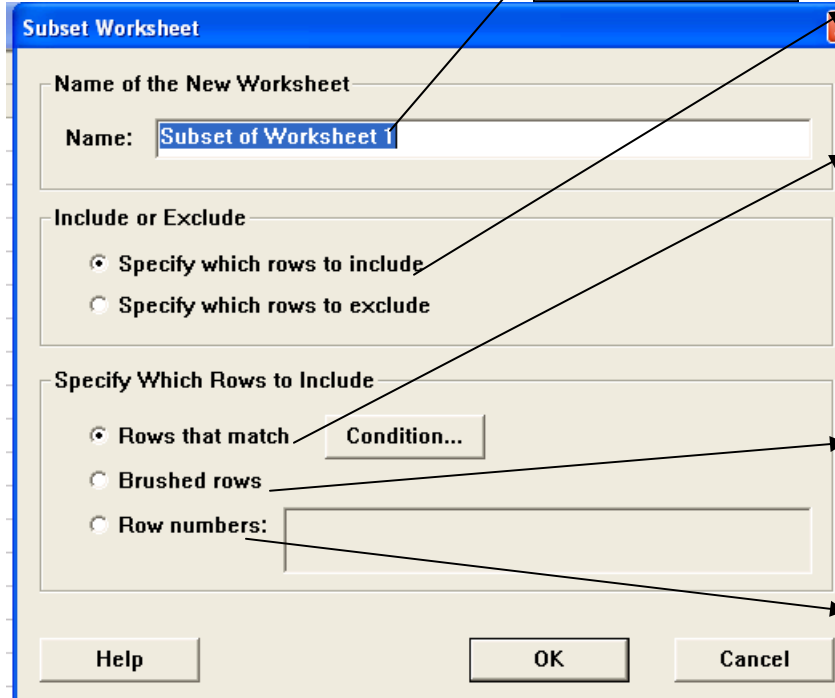 Subset Worksheet
Name of the New Worksheet
Name: Subset of Worksheet 1
Include or Exclude
Specify which rows to include
Specify which rows to exclude
Specify Which Rows to Include
Rows that match Condition...
Brushed rows
Row numbers:
Help OK Cancel